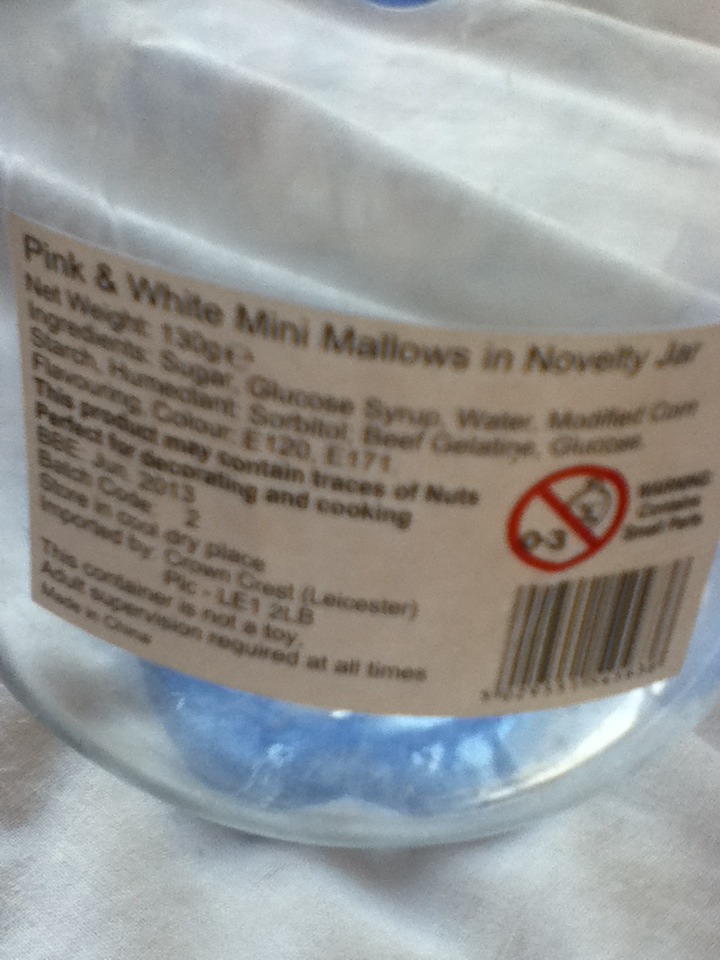 Pink & White Mini Mallows in Novelty Jar
Net Weight: 130g e
Ingredients: Sugar, Glucose Syrup, Water, Modified Corn
Starch, Humectant: Sorbitol, Beef Gelatine, Glucose,
Flavouring, Colour: E120, E171
This product may contain traces of Nuts
Perfect for decorating and cooking
BBE: Jun, 2013
Batch Code: 2
Store in cool dry place
Imported by: Crown Crest (Leicester)
Plc - LE1 2LB
This container is not a toy,
Adult supervision required at all times
Made in China
0-3
WARNING:
Contains
Small Parts